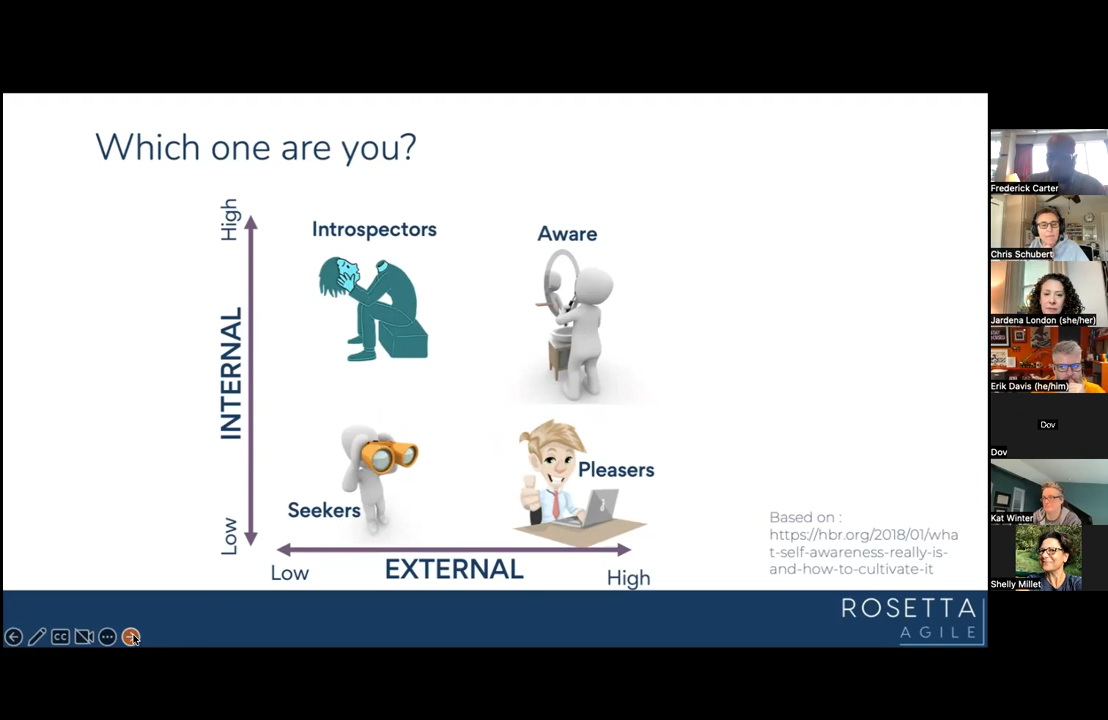 Which one are you?
High
INTERNAL
Low
Introspectors
Aware
Seekers
Pleasers
Low
EXTERNAL
High
Based on :
https://hbr.org/2018/01/wha
t-self-awareness-really-is-
and-how-to-cultivate-it
ROSETTA
AGILE
CC
Frederick Carter
Chris Schubert
Jardena London (she/her)
Erik Davis (he/him)
Dov
Dov
Kat Winter
Shelly Millet